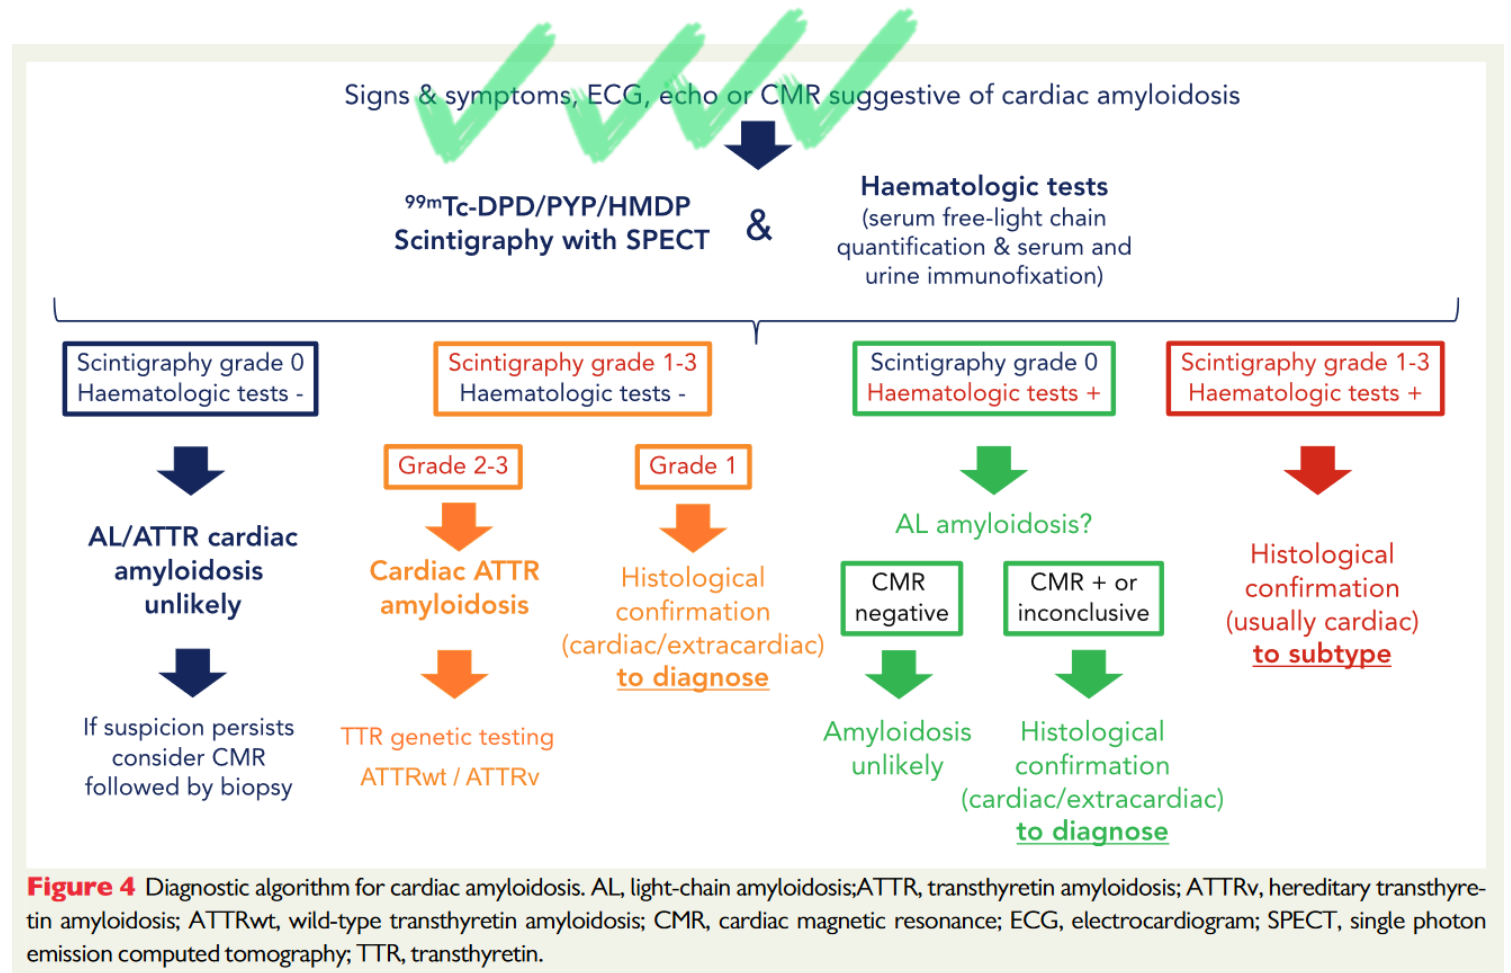 Signs & symptoms, ECG, echo or CMR suggestive of cardiac amyloidosis
99mTc-DPD/PYP/HMDP
Scintigraphy with SPECT
&
Haematologic tests
(serum free-light chain
quantification & serum and
urine immunofixation)
Scintigraphy grade 0
Haematologic tests -
Scintigraphy grade 1-3
Haematologic tests -
Scintigraphy grade 0
Haematologic tests +
Scintigraphy grade 1-3
Haematologic tests +
AL/ATTR cardiac
amyloidosis
unlikely
If suspicion persists
consider CMR
followed by biopsy
Grade 2-3
Cardiac ATTR
amyloidosis
TTR genetic testing
ATTRwt / ATTRv
Grade 1
Histological
confirmation
(cardiac/extracardiac)
to diagnose
AL amyloidosis?
CMR
negative
Amyloidosis
unlikely
CMR + or
inconclusive
Histological
confirmation
(cardiac/extracardiac)
to diagnose
Histological
confirmation
(usually cardiac)
to subtype
Figure 4 Diagnostic algorithm for cardiac amyloidosis. AL, light-chain amyloidosis;ATTR, transthyretin amyloidosis; ATTRv, hereditary transthyre-
tin amyloidosis; ATTRwt, wild-type transthyretin amyloidosis; CMR, cardiac magnetic resonance; ECG, electrocardiogram; SPECT, single photon
emission computed tomography; TTR, transthyretin.